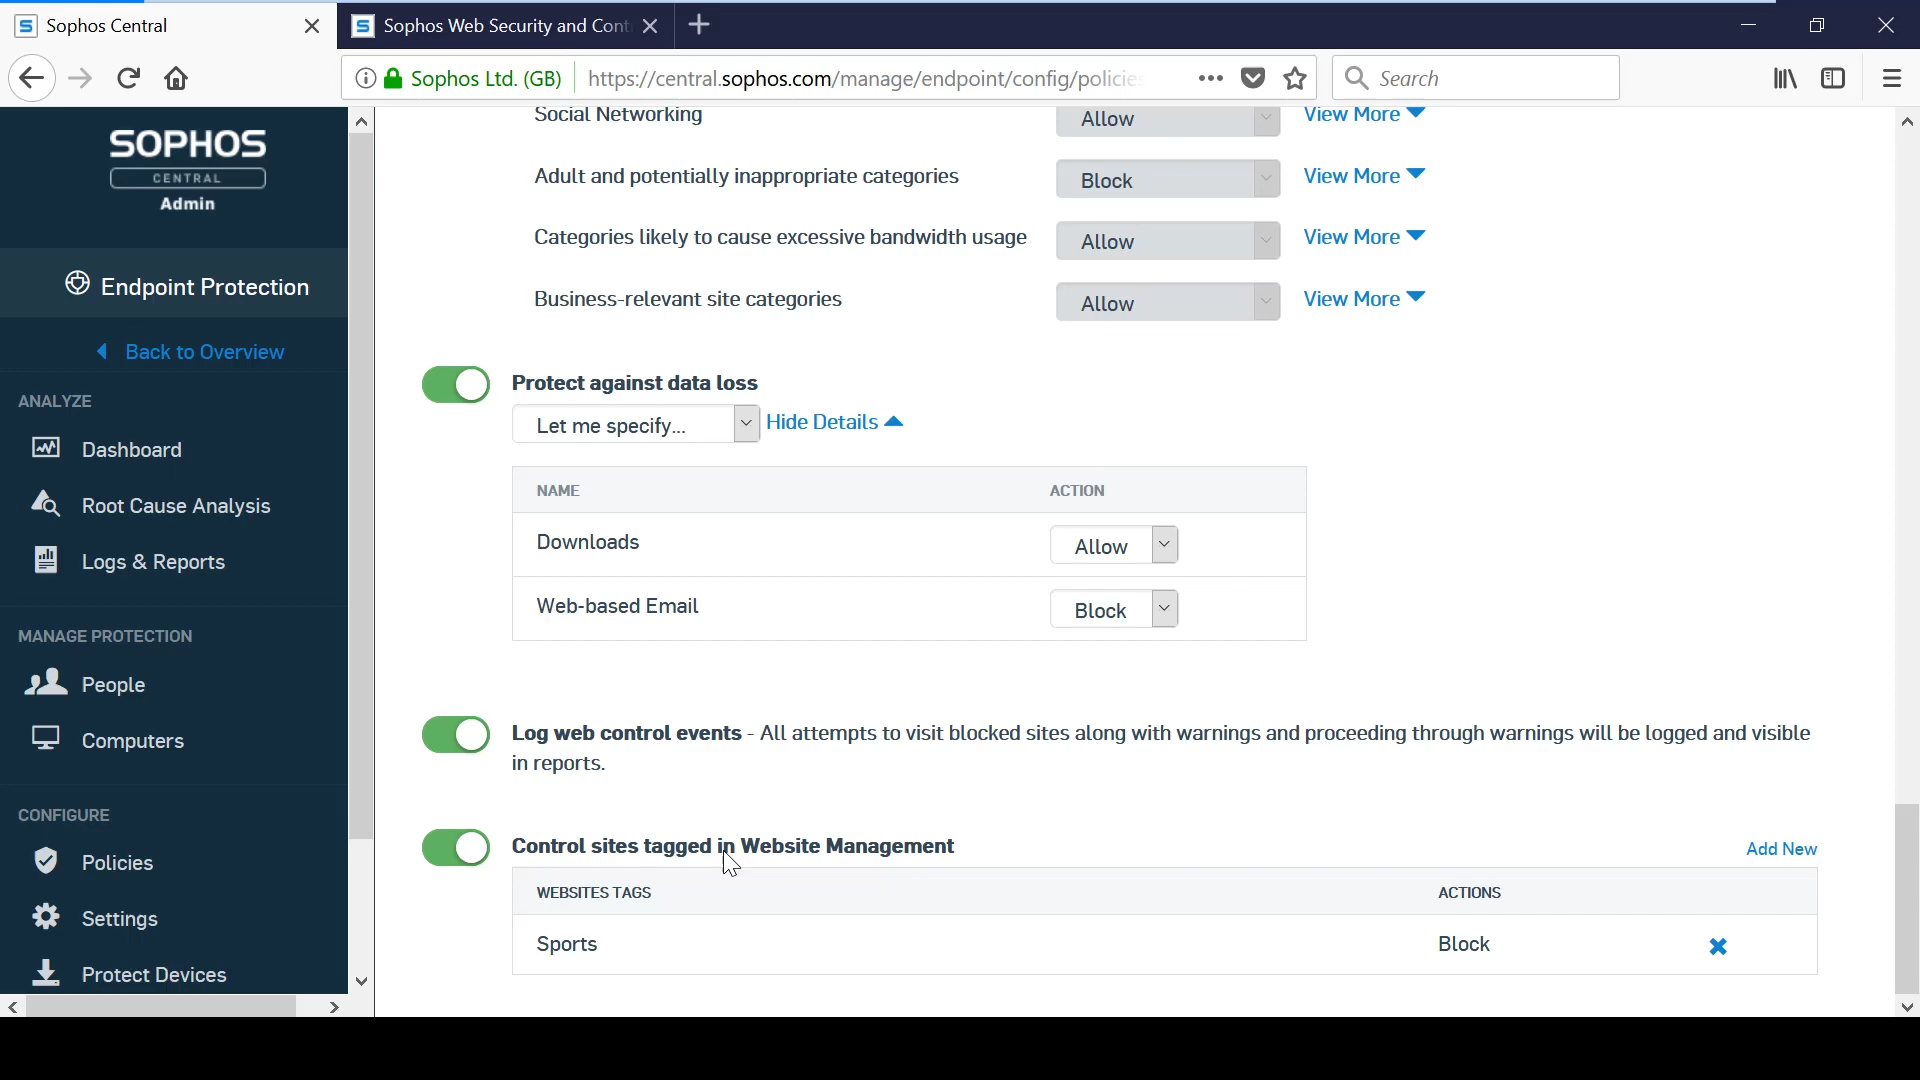 Sophos Central
Sophos Web Security and Cont
Sophos Ltd. (GB)
https://central.sophos.com/manage/endpoint/config/policies
Search
SOPHOS
CENTRAL
Admin
Endpoint Protection
Back to Overview
ANALYZE
Dashboard
Root Cause Analysis
Logs & Reports
MANAGE PROTECTION
People
Computers
CONFIGURE
Policies
Settings
Protect Devices
Social Networking Allow View More
Adult and potentially inappropriate categories Block View More
Categories likely to cause excessive bandwidth usage Allow View More
Business-relevant site categories Allow View More
Protect against data loss
Let me specify... Hide Details
NAME ACTION
Downloads Allow
Web-based Email Block
Log web control events - All attempts to visit blocked sites along with warnings and proceeding through warnings will be logged and visible
in reports.
Control sites tagged in Website Management Add New
WEBSITES TAGS ACTIONS
Sports Block